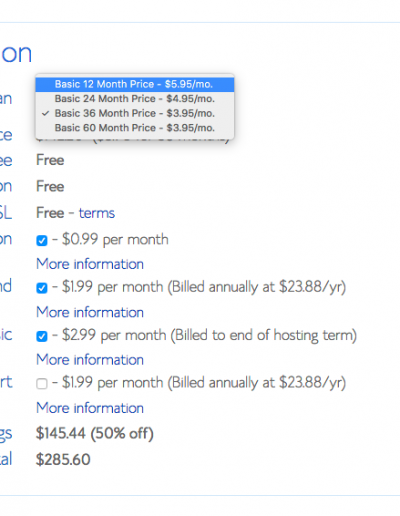 on
Basic 12 Month Price - $5.95/mo.
an
Basic 24 Month Price - $4.95/mo.
✓ Basic 36 Month Price - $3.95/mo.
Basic 60 Month Price - $3.95/mo.
ce
ee Free
on Free
SL Free - terms
on - $0.99 per month
More information
nd - $1.99 per month (Billed annually at $23.88/yr)
More information
sic - $2.99 per month (Billed to end of hosting term)
More information
rt - $1.99 per month (Billed annually at $23.88/yr)
More information
gs $145.44 (50% off)
tal $285.60